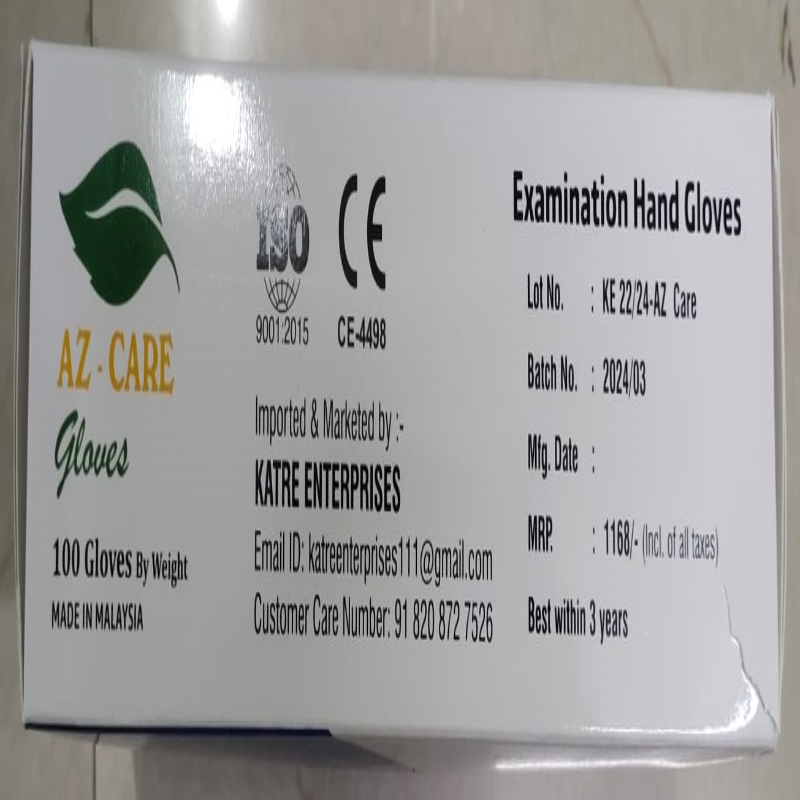 AZ - CARE
Gloves
100 Gloves By Weight
MADE IN MALAYSIA
ISO
9001:2015
CE
CE-4498
Imported & Marketed by :-
KATRE ENTERPRISES
Email ID: katreenterprises111@gmail.com
Customer Care Number: 91 820 872 7526
Examination Hand Gloves
Lot No. : KE 22/24-AZ Care
Batch No. : 2024/03
Mfg. Date :
MRP. : 1168/- (Incl. of all taxes)
Best within 3 years